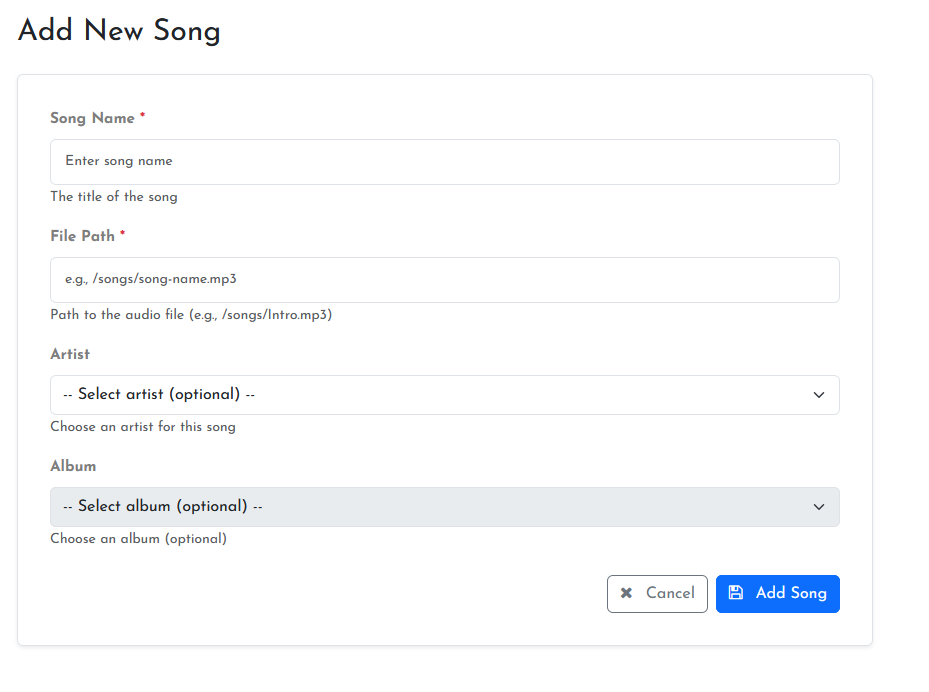 Add New Song
Song Name *
Enter song name
The title of the song
File Path *
e.g., /songs/song-name.mp3
Path to the audio file (e.g., /songs/Intro.mp3)
Artist
-- Select artist (optional) --
Choose an artist for this song
Album
-- Select album (optional) --
Choose an album (optional)
Cancel
Add Song